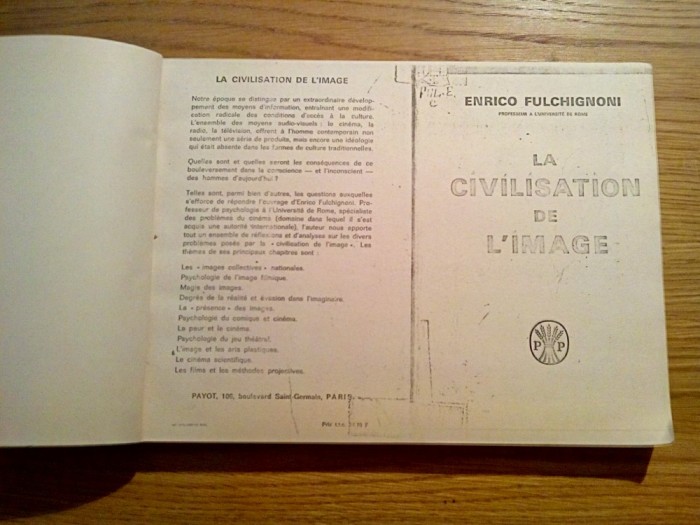 LA CIVILISATION DE L'IMAGE
Notre époque se distingue par un extraordinaire dévelop-
pement des moyens d'information, entraînant une modifi-
cation radicale des conditions d'accès à la culture.
L'ensemble des moyens audio-visuels : le cinéma, la
radio, la télévision, offrent à l'homme contemporain non
seulement une série de produits, mais encore une idéologie
qui était absente dans les formes de culture traditionnelles.
Quelles sont et quelles seront les conséquences de ce
bouleversement dans la conscience — et l'inconscient —
des hommes d'aujourd'hui ?
Telles sont, parmi bien d'autres, les questions auxquelles
s'efforce de répondre l'ouvrage d'Enrico Fulchignoni. Pro-
fesseur de psychologie à l'Université de Rome, spécialiste
des problèmes du cinéma (domaine dans lequel il s'est
acquis une autorité internationale), l'auteur nous apporte
tout un ensemble de réflexions et d'analyses sur les divers
problèmes posés par la « civilisation de l'image ». Les
thèmes de ses principaux chapitres sont :
Les « images collectives » nationales.
Psychologie de l'image filmique.
Magie des images.
Degrés de la réalité et évasion dans l'imaginaire.
La « présence » des images.
Psychologie du comique et cinéma.
La peur et le cinéma.
Psychologie du jeu théâtral.
L'image et les arts plastiques.
Le cinéma scientifique.
Les films et les méthodes projectives.
PAYOT, 106, boulevard Saint-Germain, PARIS
Prix t.t.c.
ENRICO FULCHIGNONI
PROFESSEUR A L'UNIVERSITÉ DE ROME
LA
CIVILISATION
DE
L'IMAGE
P P